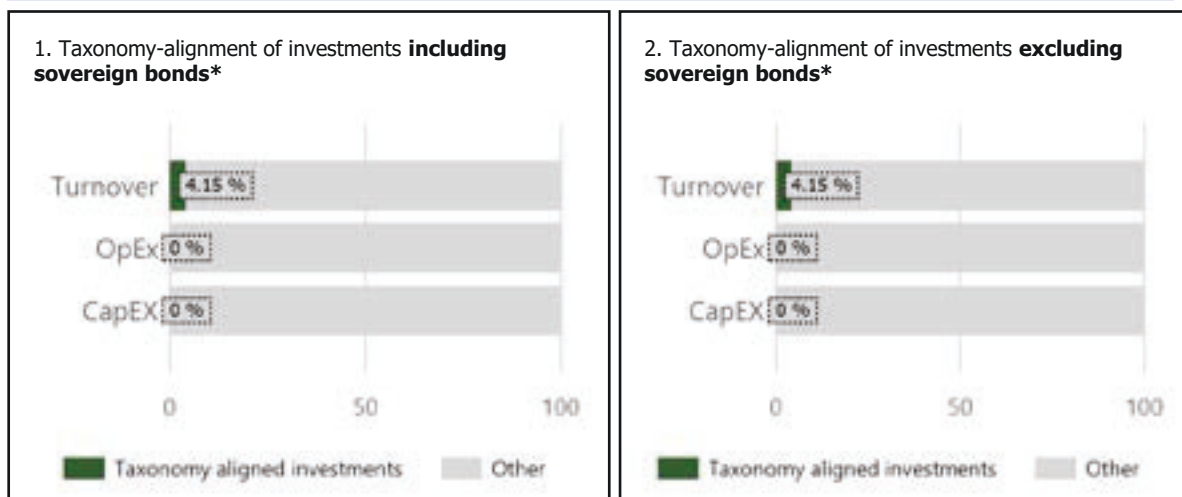 1. Taxonomy-alignment of investments including
sovereign bonds*
Turnover
4.15 %
OpEx
0 %
CapEX
0 %
0 50 100
Taxonomy aligned investments Other
2. Taxonomy-alignment of investments excluding
sovereign bonds*
Turnover
4.15 %
OpEx
0 %
CapEX
0 %
0 50 100
Taxonomy aligned investments Other